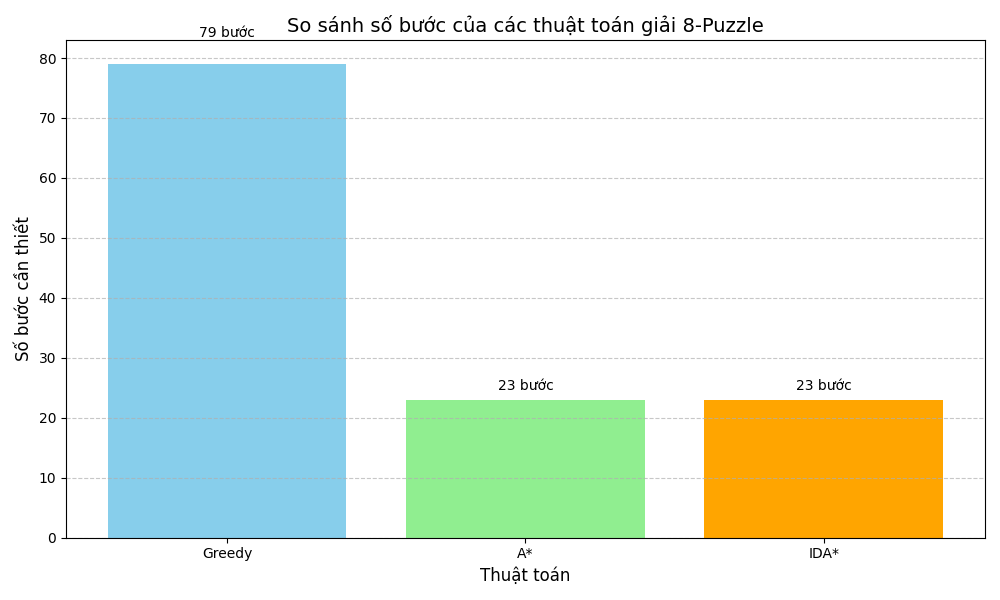 So sánh số bước của các thuật toán giải 8-Puzzle
79 bước
23 bước
23 bước
Số bước cần thiết
80
70
60
50
40
30
20
10
0
Greedy
A*
IDA*
Thuật toán